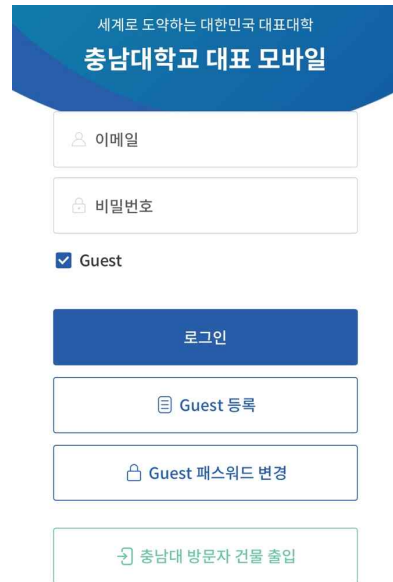 세계로 도약하는 대한민국 대표대학
충남대학교 대표 모바일
이메일
비밀번호
Guest
로그인
Guest 등록
Guest 패스워드 변경
충남대 방문자 건물 출입